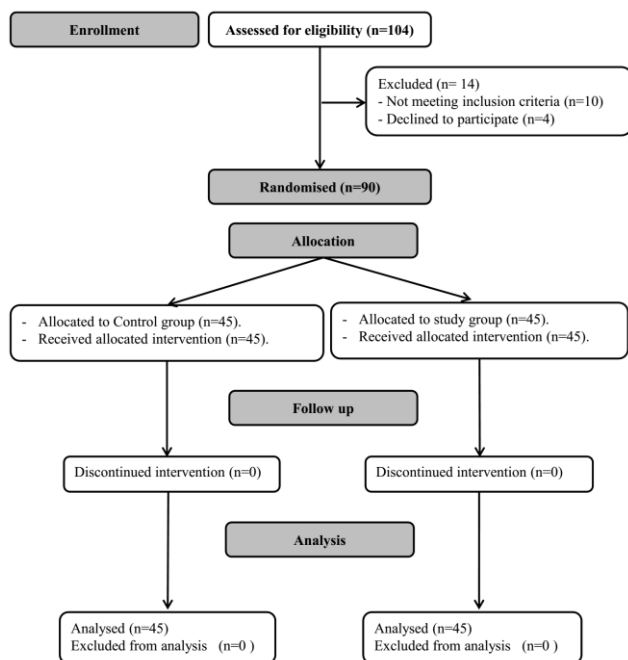 Enrollment
Assessed for eligibility (n=104)
Excluded (n= 14)
- Not meeting inclusion criteria (n=10)
- Declined to participate (n=4)
Randomised (n=90)
Allocation
- Allocated to Control group (n=45).
- Received allocated intervention (n=45).
- Allocated to study group (n=45).
- Received allocated intervention (n=45).
Follow up
Discontinued intervention (n=0)
Discontinued intervention (n=0)
Analysis
Analysed (n=45)
Excluded from analysis (n=0 )
Analysed (n=45)
Excluded from analysis (n=0 )